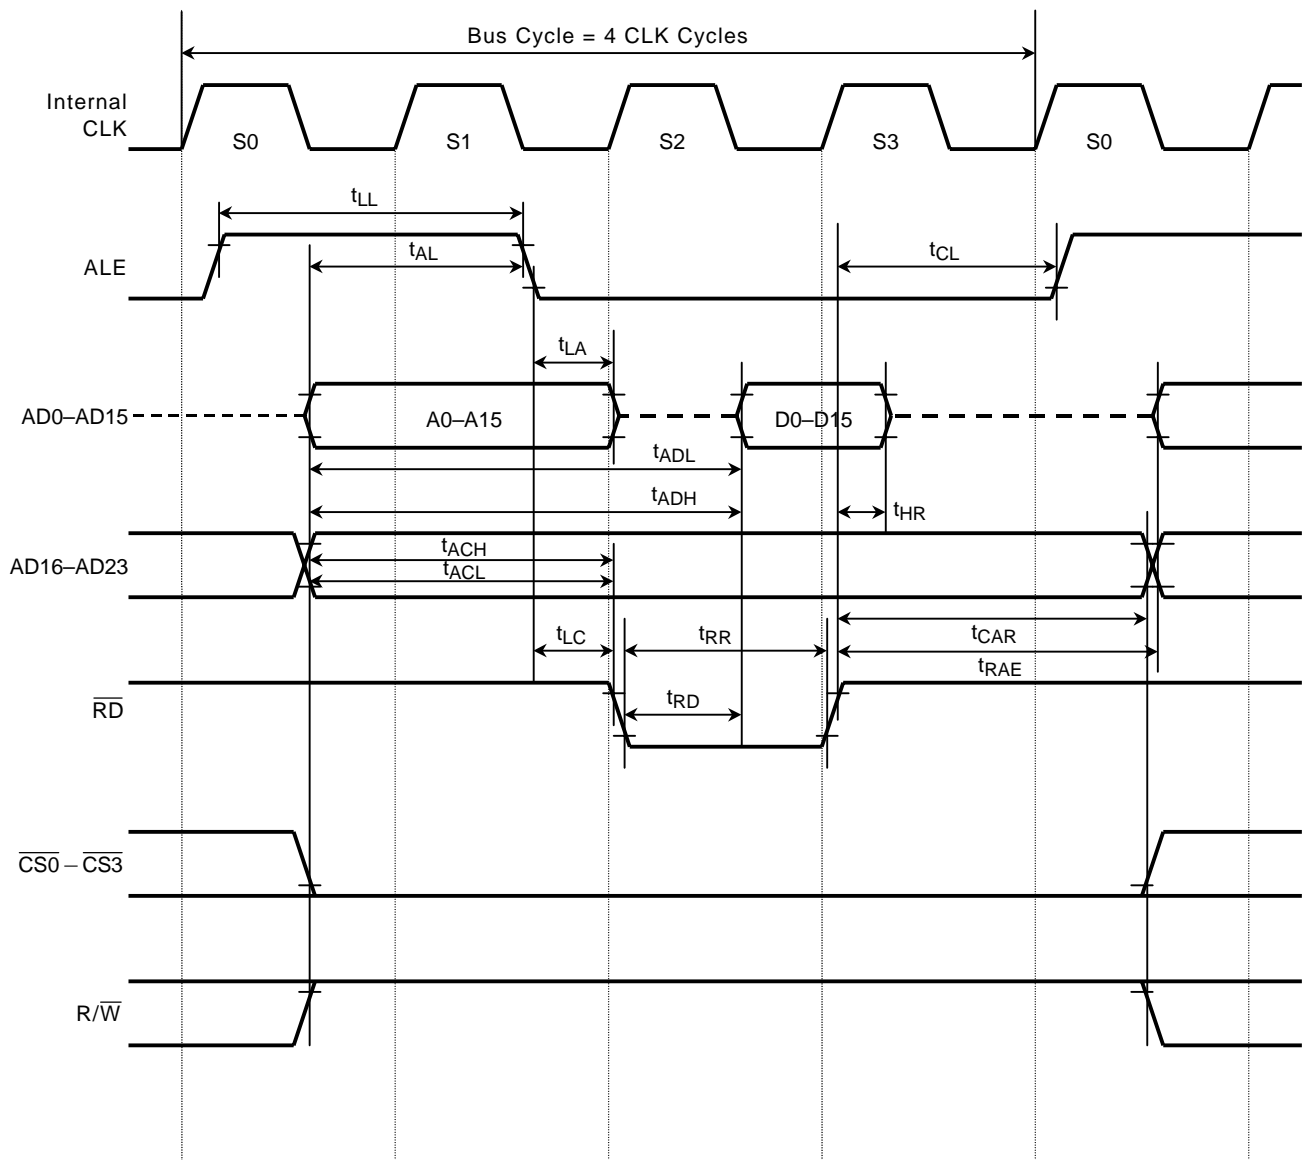 Bus Cycle = 4 CLK Cycles
Internal
CLK
S0
S1
S2
S3
S0
tLL
ALE
tAL
tCL
tLA
AD0–AD15
A0–A15
D0–D15
tADL
tADH
tHR
AD16–AD23
tACH
tACL
tLC
tRR
tCAR
tRAE
RD
tRD
CS0 – CS3
R/W